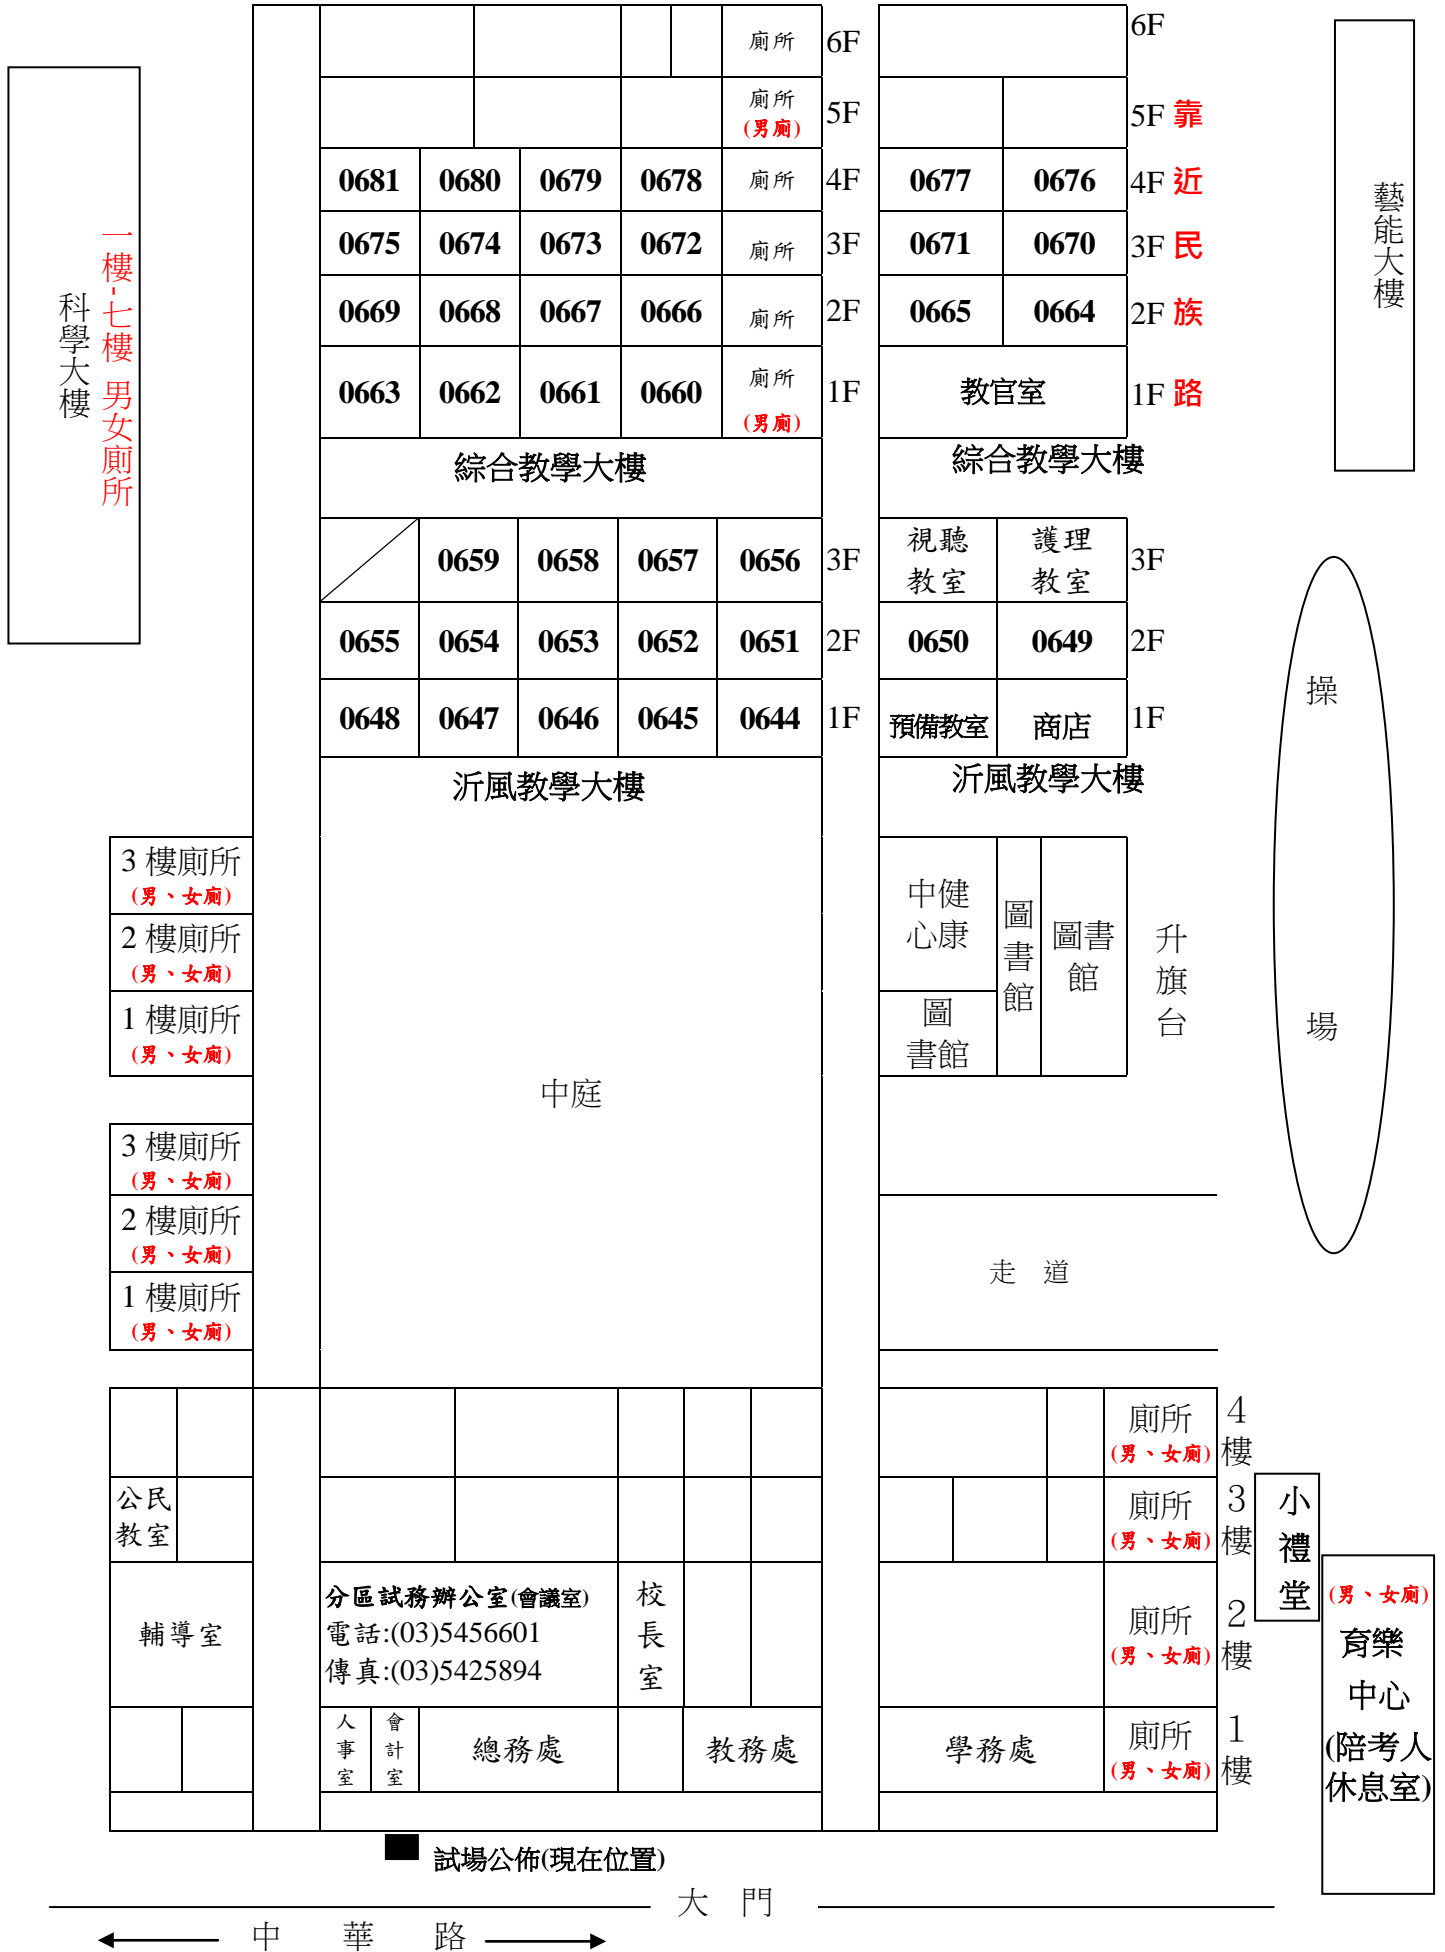 廁所 6F 6F
廁所
(男廁)
5F 5F 靠
0681 0680 0679 0678 廁所 4F 0677 0676 4F 近
0675 0674 0673 0672 廁所 3F 0671 0670 3F 民
0669 0668 0667 0666 廁所 2F 0665 0664 2F 族
0663 0662 0661 0660 廁所
(男廁)
1F 教官室 1F 路
綜合教學大樓 綜合教學大樓
科學大樓
一樓-七樓 男女廁所
藝能大樓
0659 0658 0657 0656 3F 視聽
教室
護理
教室
3F
0655 0654 0653 0652 0651 2F 0650 0649 2F
0648 0647 0646 0645 0644 1F 預備教室 商店 1F
沂風教學大樓 沂風教學大樓
操場
3 樓廁所
(男、女廁)
2 樓廁所
(男、女廁)
1 樓廁所
(男、女廁)
中健
心康
圖
書館
圖書館
圖書
館
升旗台
中庭
3 樓廁所
(男、女廁)
2 樓廁所
(男、女廁)
1 樓廁所
(男、女廁)
走 道
廁所
(男、女廁)
4
樓
公民
教室
廁所
(男、女廁)
3
樓
小禮堂
輔導室
分區試務辦公室(會議室)
電話:(03)5456601
傳真:(03)5425894
校長室
廁所
(男、女廁)
2
樓
人事室
會計室
總務處 教務處 學務處 廁所
(男、女廁)
1
樓
(男、女廁)
育樂
中心
(陪考人
休息室)
試場公佈(現在位置)
大 門
中 華 路